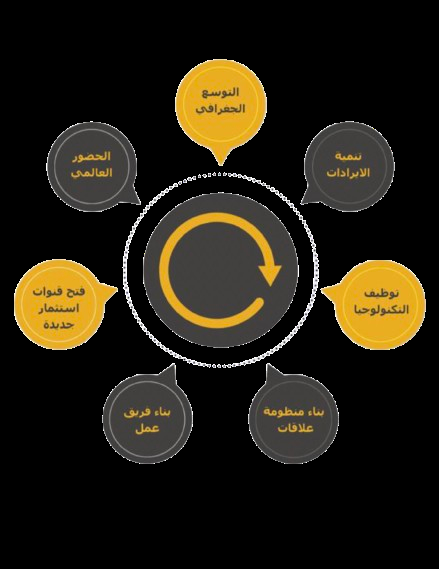 التوسع
الجغرافي
تنمية
الايرادات
توظيف
التكنولوجيا
بناء منظومة
علاقات
بناء فريق
عمل
فتح قنوات
استثمار
جديدة
الحضور
العالمي